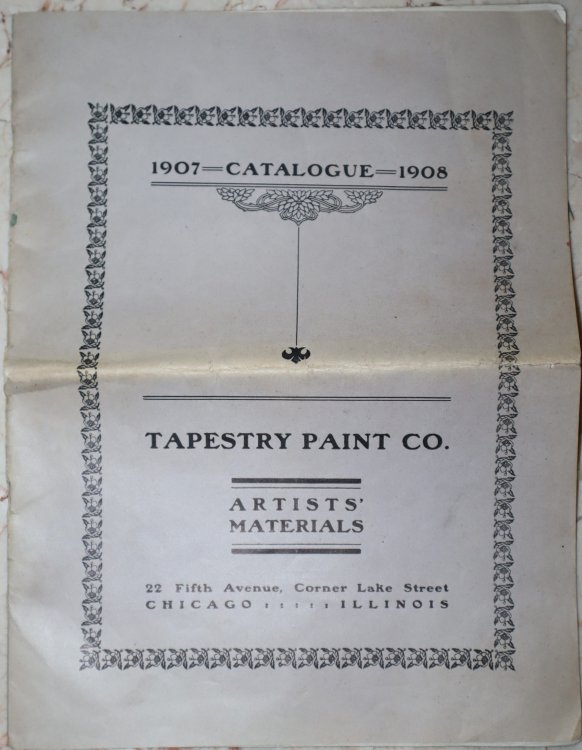 1907=CATALOGUE=1908
TAPESTRY PAINT CO.
ARTISTS'
MATERIALS
22 Fifth Avenue, Corner Lake Street
CHICAGO : : : : : ILLINOIS